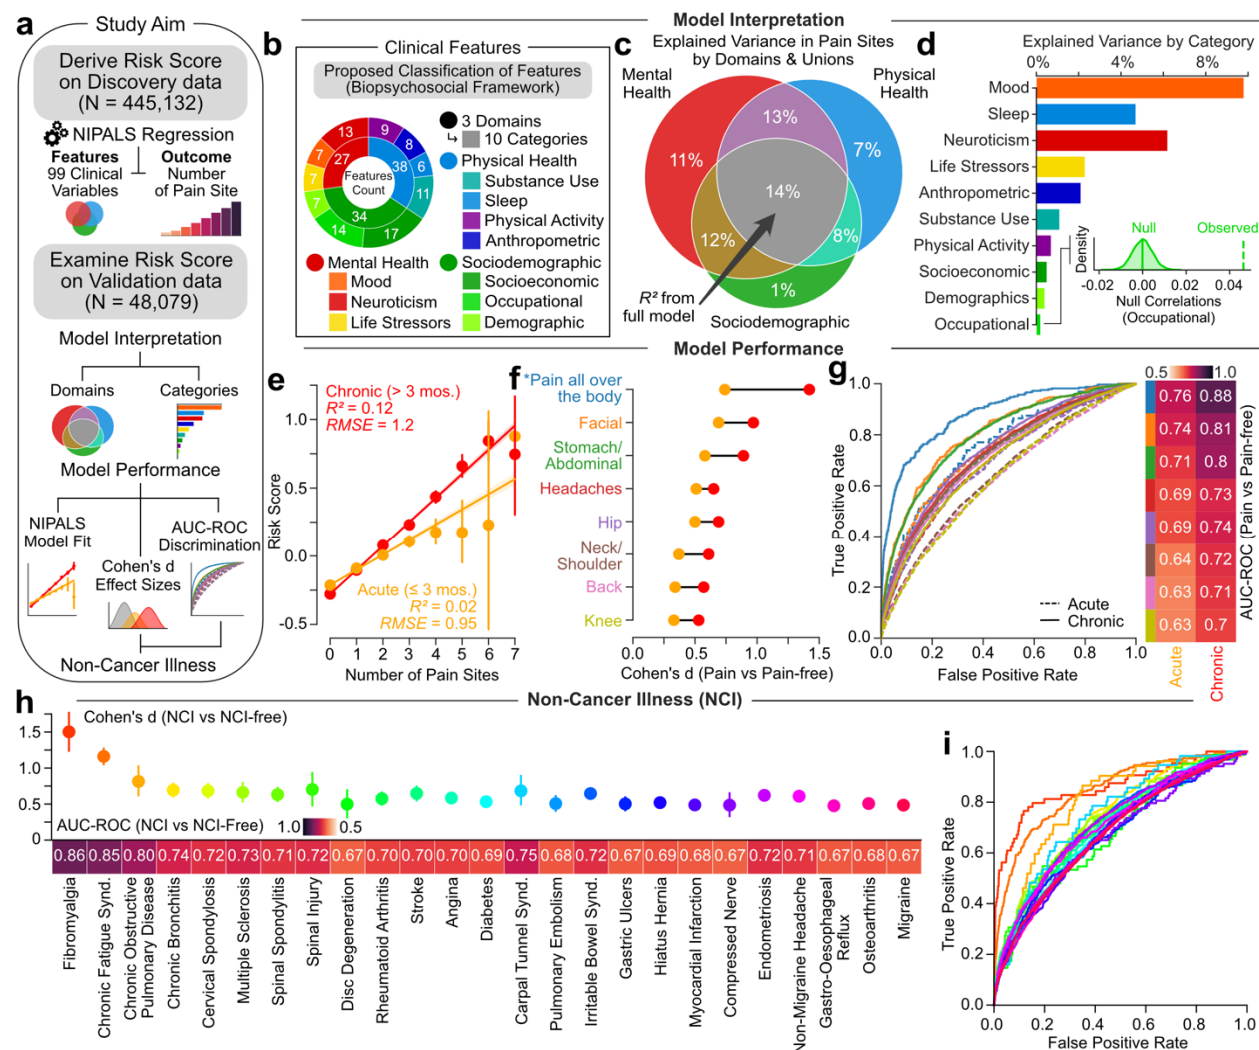 a
Study Aim
Derive Risk Score
on Discovery data
(N = 445,132)
NIPALS Regression
Features
99 Clinical
Variables
Outcome
Number
of Pain Site
Examine Risk Score
on Validation data
(N = 48,079)
Model Interpretation
Domains
Categories
Model Performance
NIPALS
Model Fit
AUC-ROC
Discrimination
Cohen's d
Effect Sizes
Non-Cancer Illness
Model Interpretation
b
Clinical Features
Proposed Classification of Features
(Biopsychosocial Framework)
13
9
8
6
11
17
14
7
7
7
27
38
34
Features
Count
3 Domains
↳ 10 Categories
Physical Health
Substance Use
Sleep
Physical Activity
Anthropometric
Mental Health
Mood
Neuroticism
Life Stressors
Sociodemographic
Socioeconomic
Occupational
Demographic
c
Explained Variance in Pain Sites
by Domains & Unions
Mental
Health
Physical
Health
13%
11%
7%
14%
12%
8%
1%
R² from
full model
Sociodemographic
d
Explained Variance by Category
0%
5%
10%
Mood
Sleep
Neuroticism
Life Stressors
Anthropometric
Substance Use
Physical Activity
Socioeconomic
Demographics
Occupational
Density
Null
Observed
-0.02
0.00
0.02
0.04
Null Correlations
(Occupational)
Model Performance
e
Chronic (> 3 mos.)
R² = 0.12
RMSE = 1.2
Acute (≤ 3 mos.)
R² = 0.02
RMSE = 0.95
Risk Score
1.0
0.5
0.0
-0.5
0 1 2 3 4 5 6 7
Number of Pain Sites
f
*Pain all over
the body
Facial
Stomach/
Abdominal
Headaches
Hip
Neck/
Shoulder
Back
Knee
0.0 0.5 1.0 1.5
Cohen's d (Pain vs Pain-free)
g
True Positive Rate
1.0
0.8
0.6
0.4
0.2
0.0
0.0 0.2 0.4 0.6 0.8 1.0
False Positive Rate
Acute
Chronic
0.5 1.0
0.76 0.88
0.74 0.81
0.71 0.8
0.69 0.73
0.69 0.74
0.64 0.72
0.63 0.71
0.63 0.7
Acute
Chronic
AUC-ROC (Pain vs Pain-free)
Non-Cancer Illness (NCI)
h
Cohen's d (NCI vs NCI-free)
1.5
1.0
0.5
0
AUC-ROC (NCI vs NCI-Free)
1.0 0.5
0.86 0.85 0.80 0.74 0.72 0.73 0.71 0.72 0.67 0.70 0.70 0.70 0.69 0.75 0.68 0.72 0.67 0.69 0.68 0.67 0.72 0.71 0.67 0.68 0.67
Fibromyalgia
Chronic Fatigue Synd.
Chronic Obstructive
Pulmonary Disease
Chronic Bronchitis
Cervical Spondylosis
Multiple Sclerosis
Spinal Spondylitis
Spinal Injury
Disc Degeneration
Rheumatoid Arthritis
Stroke
Angina
Diabetes
Carpal Tunnel Synd.
Pulmonary Embolism
Irritable Bowel Synd.
Gastric Ulcers
Hiatus Hernia
Myocardial Infarction
Compressed Nerve
Endometriosis
Non-Migraine Headache
Gastro-Oesophageal
Reflux
Osteoarthritis
Migraine
i
True Positive Rate
1.0
0.8
0.6
0.4
0.2
0.0
0.0 0.2 0.4 0.6 0.8 1.0
False Positive Rate